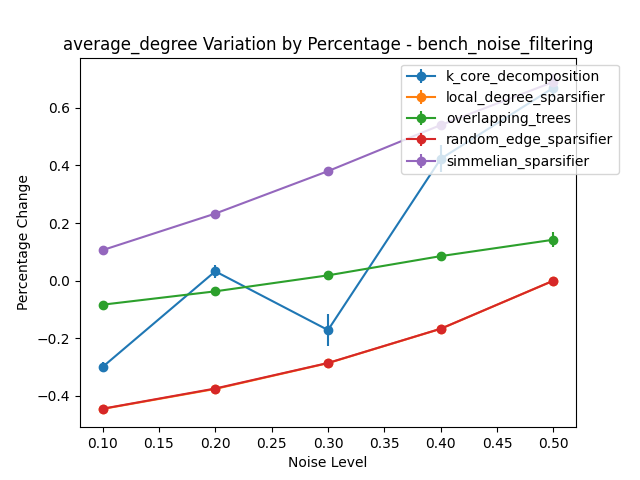 average_degree Variation by Percentage - bench_noise_filtering
k_core_decomposition
local_degree_sparsifier
overlapping_trees
random_edge_sparsifier
simmelian_sparsifier
Percentage Change
0.6
0.4
0.2
0.0
−0.2
−0.4
0.10 0.15 0.20 0.25 0.30 0.35 0.40 0.45 0.50
Noise Level